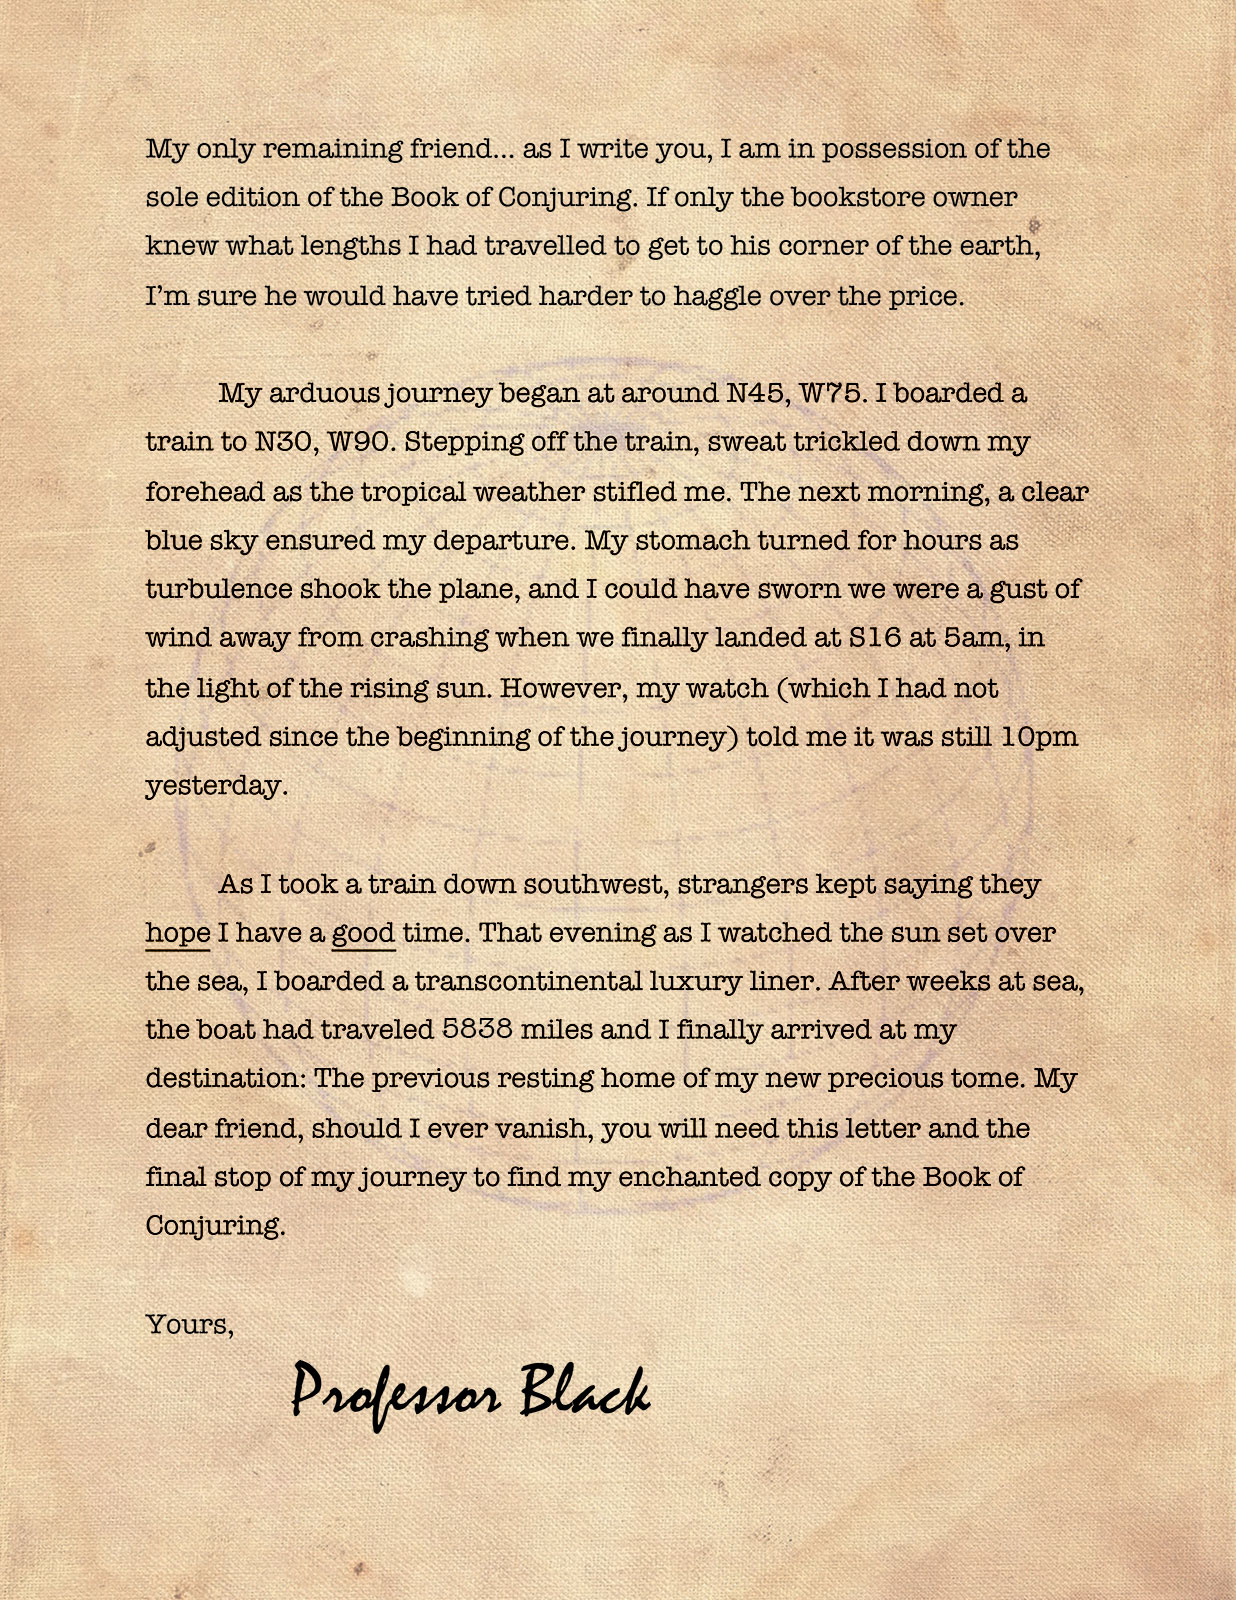 My only remaining friend... as I write you, I am in possession of the
sole edition of the Book of Conjuring. If only the bookstore owner
knew what lengths I had travelled to get to his corner of the earth,
I’m sure he would have tried harder to haggle over the price.
My arduous journey began at around N45, W75. I boarded a
train to N30, W90. Stepping off the train, sweat trickled down my
forehead as the tropical weather stifled me. The next morning, a clear
blue sky ensured my departure. My stomach turned for hours as
turbulence shook the plane, and I could have sworn we were a gust of
wind away from crashing when we finally landed at S16 at 5am, in
the light of the rising sun. However, my watch (which I had not
adjusted since the beginning of the journey) told me it was still 10pm
yesterday.
As I took a train down southwest, strangers kept saying they
hope I have a good time. That evening as I watched the sun set over
the sea, I boarded a transcontinental luxury liner. After weeks at sea,
the boat had traveled 5838 miles and I finally arrived at my
destination: The previous resting home of my new precious tome. My
dear friend, should I ever vanish, you will need this letter and the
final stop of my journey to find my enchanted copy of the Book of
Conjuring.
Yours,
Professor Black